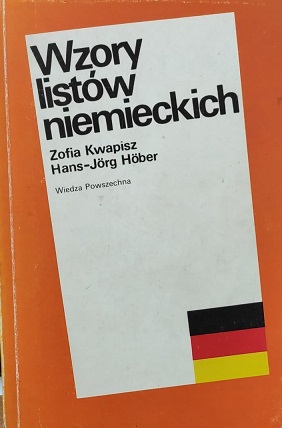 Wzory
listów
niemieckich
Zofia Kwapisz
Hans-Jörg Höber
Wiedza Powszechna